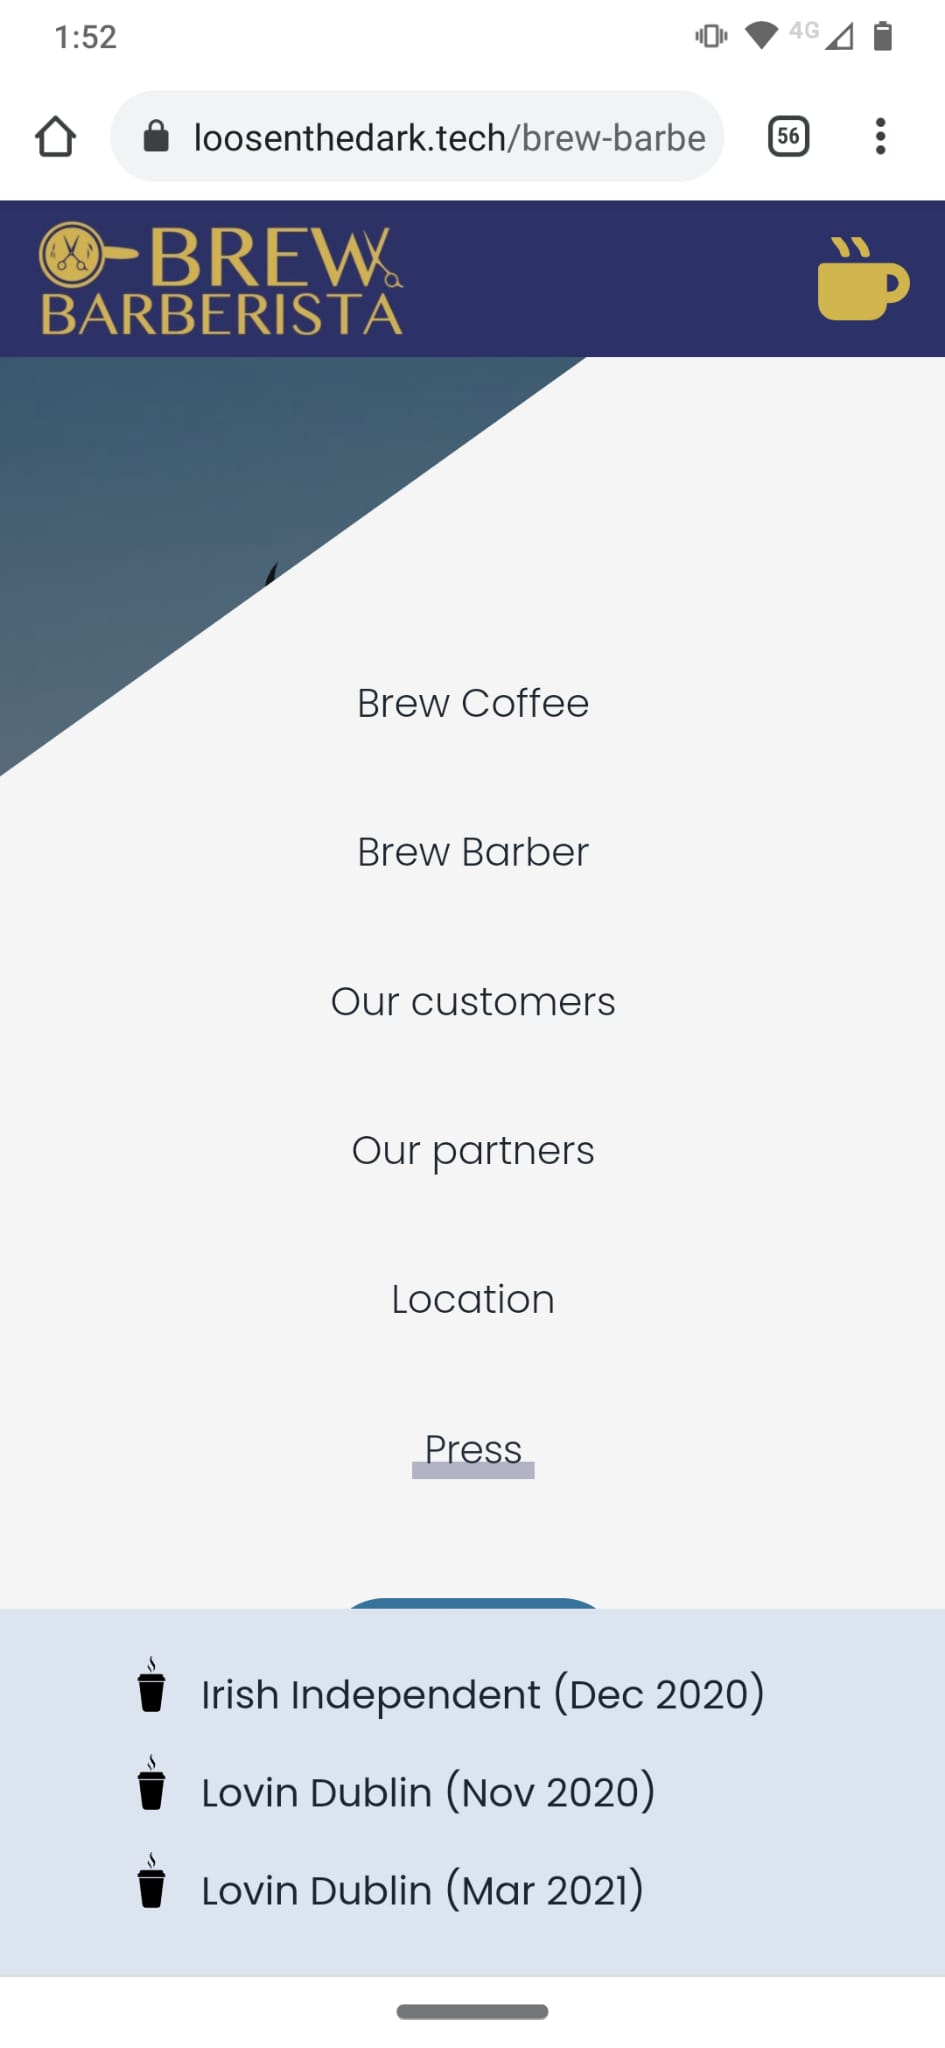 1:52
4G
loosenthedark.tech/brew-barbe
56
BREW
BARBERISTA
Brew Coffee
Brew Barber
Our customers
Our partners
Location
Press
Irish Independent (Dec 2020)
Lovin Dublin (Nov 2020)
Lovin Dublin (Mar 2021)